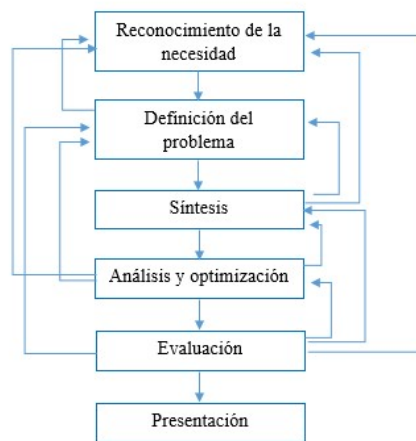 Reconocimiento de la
necesidad
Definición del
problema
Síntesis
Análisis y optimización
Evaluación
Presentación